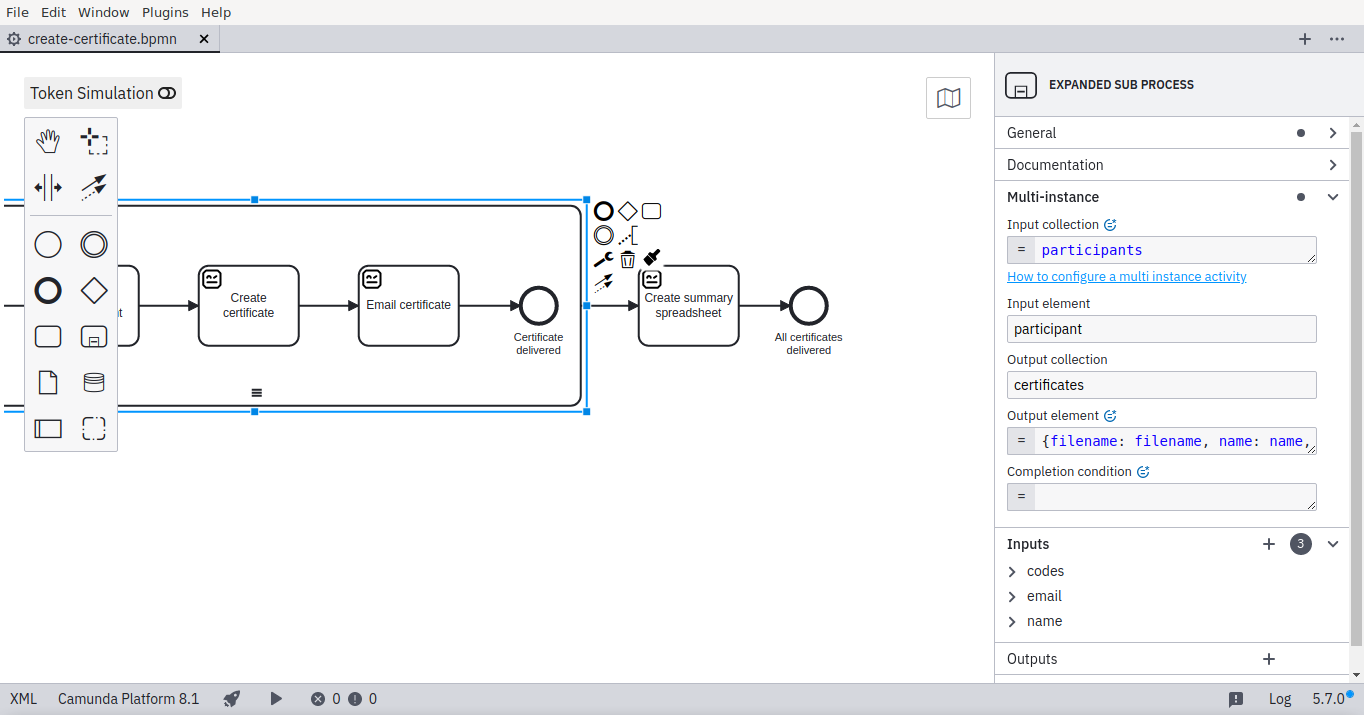 File Edit Window Plugins Help
create-certificate.bpmn
Token Simulation
EXPANDED SUB PROCESS
General
Documentation
Multi-instance
Input collection
= participants
How to configure a multi instance activity
Input element
participant
Output collection
certificates
Output element
= {filename: filename, name: name,
Completion condition
=
Inputs 3
codes
email
name
Outputs
t
Create
certificate
Email certificate
Certificate
delivered
Create summary
spreadsheet
All certificates
delivered
XML Camunda Platform 8.1 0 0 Log 5.7.0